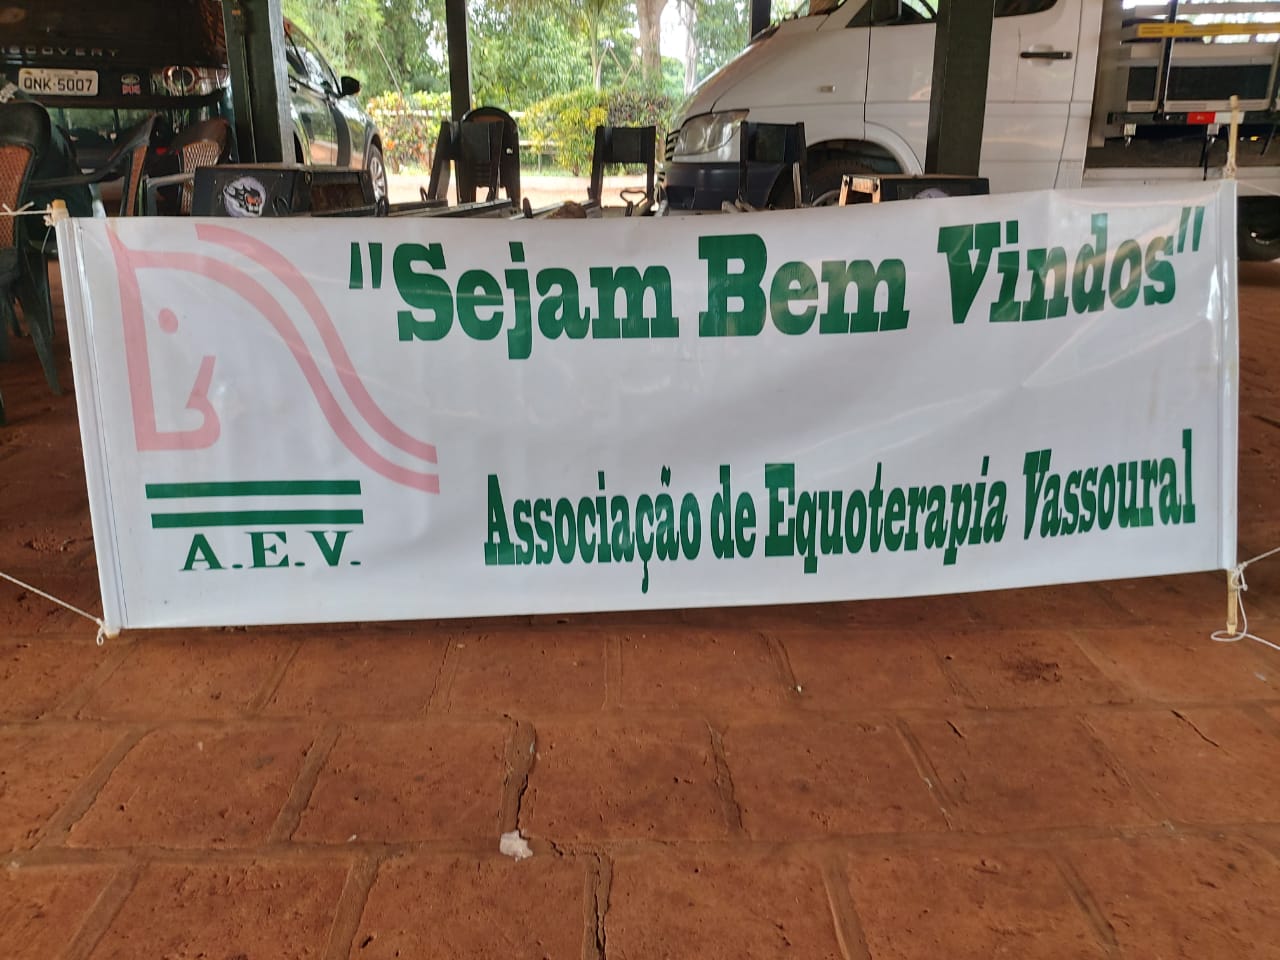 DISCOVERY
QNK-5007
"Sejam Bem Vindos"
Associação de Equoterapia Vassoural
A.E.V.